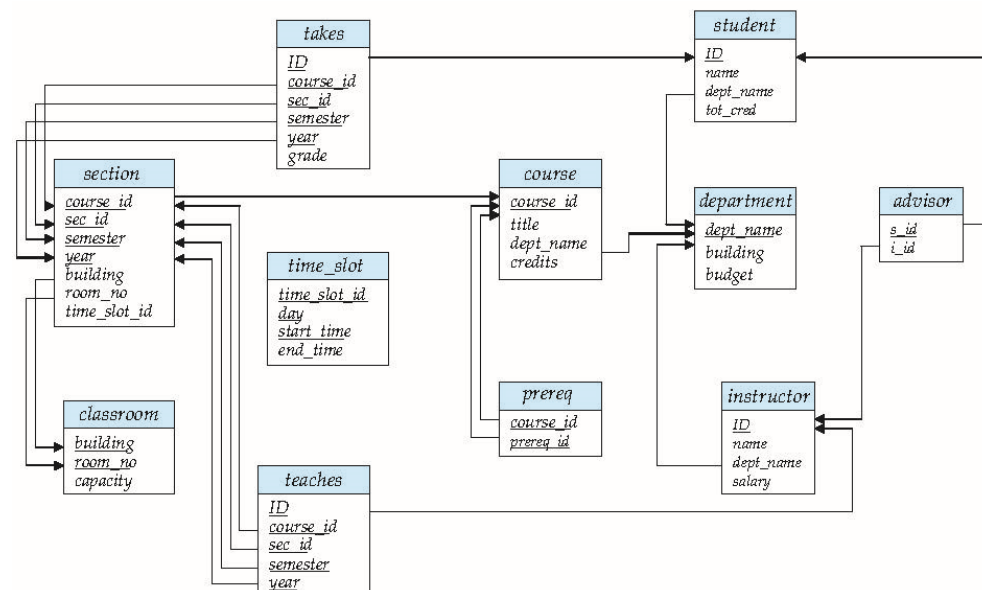 takes
ID
course_id
sec_id
semester
year
grade
student
ID
name
dept_name
tot_cred
section
course_id
sec_id
semester
year
building
room_no
time_slot_id
course
course_id
title
dept_name
credits
department
dept_name
building
budget
advisor
s_id
i_id
time_slot
time_slot_id
day
start_time
end_time
prereq
course_id
prereq_id
instructor
ID
name
dept_name
salary
classroom
building
room_no
capacity
teaches
ID
course_id
sec_id
semester
year